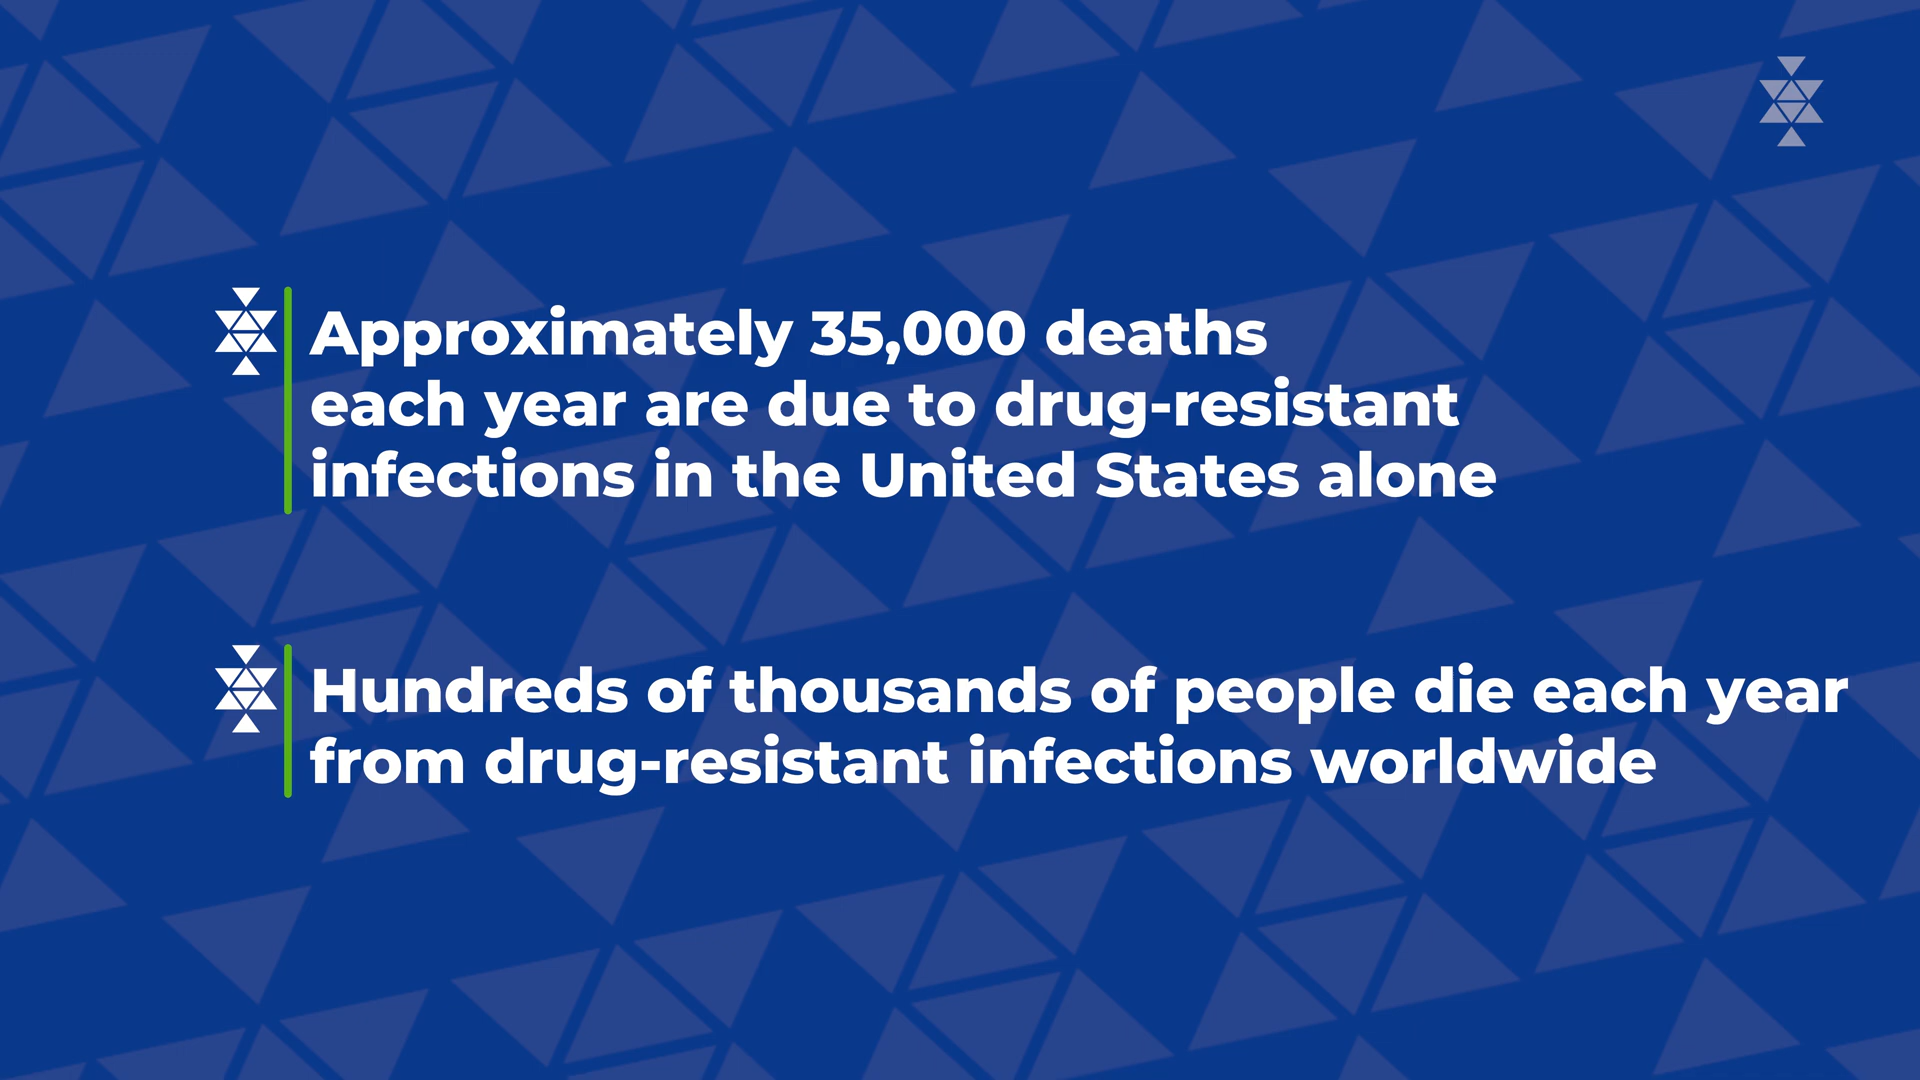 Approximately 35,000 deaths
each year are due to drug-resistant
infections in the United States alone
Hundreds of thousands of people die each year
from drug-resistant infections worldwide